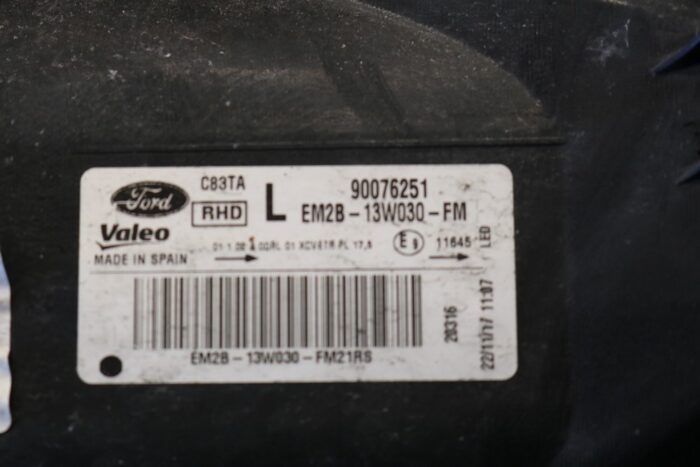 Ford
C83TA
RHD
L
90076251
EM2B-13W030-FM
Valeo
MADE IN SPAIN
E9
11645
LED
EM2B-13W030-FM21RS
28316
22/11/17 11:07